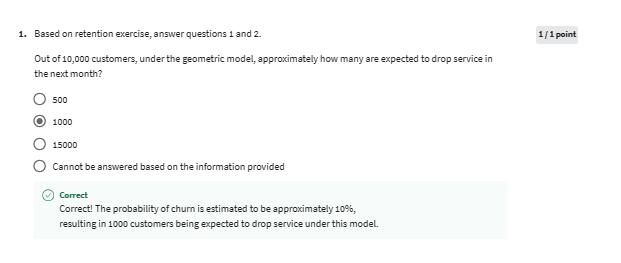 1. Based on retention exercise, answer questions 1 and 2.
1 / 1 point
Out of 10,000 customers, under the geometric model, approximately how many are expected to drop service in
the next month?
500
1000
15000
Cannot be answered based on the information provided
Correct
Correct! The probability of churn is estimated to be approximately 10%,
resulting in 1000 customers being expected to drop service under this model.